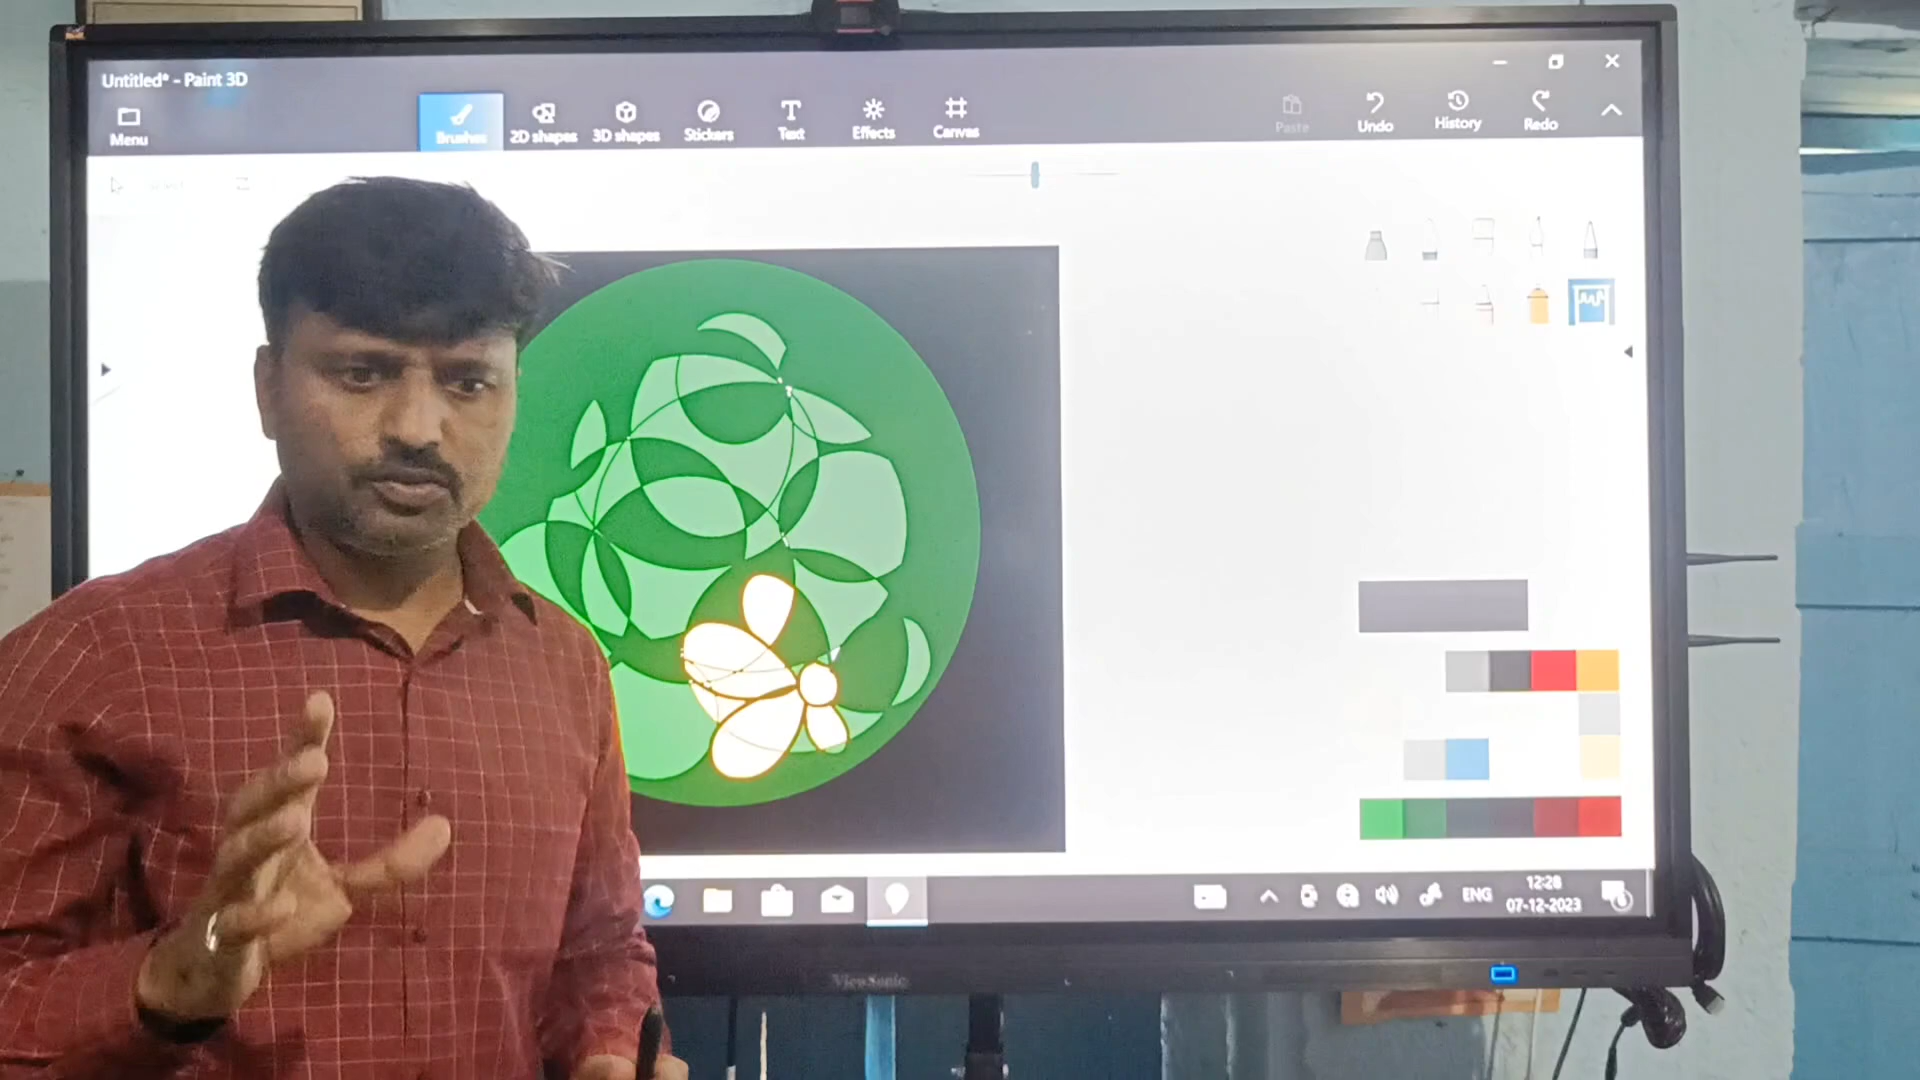 Untitled* - Paint 3D
Menu
Brushes
2D shapes
3D shapes
Stickers
Text
Effects
Canvas
Paste
Undo
History
Redo
Select
ENG
12:28
07-12-2023
ViewSonic